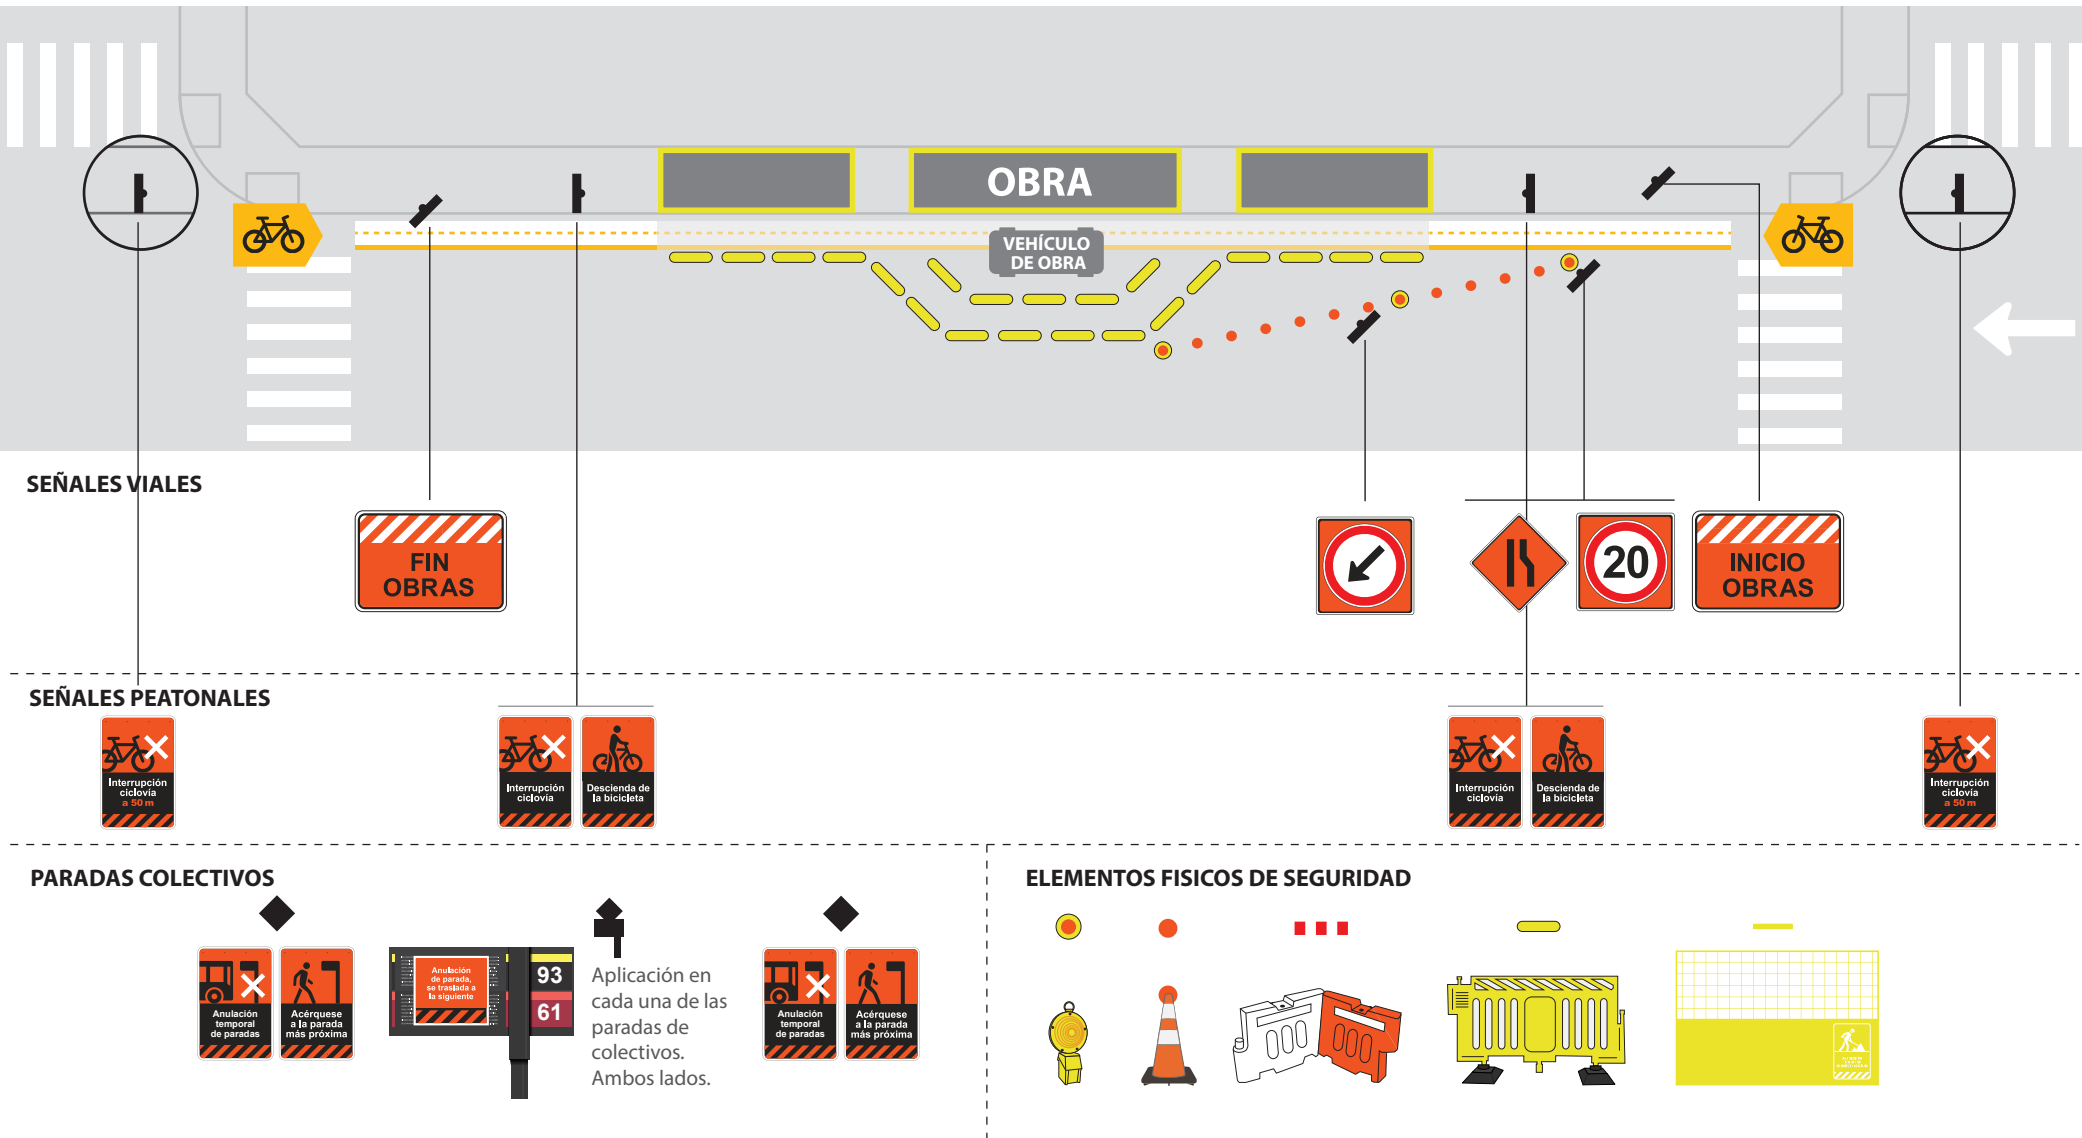 OBRA
VEHÍCULO
DE OBRA
SEÑALES VIALES
FIN
OBRAS
20
INICIO
OBRAS
SEÑALES PEATONALES
Interrupción
ciclovía
a 50 m
Interrupción
ciclovía
Descienda de
la bicicleta
Interrupción
ciclovía
Descienda de
la bicicleta
Interrupción
ciclovía
a 50 m
PARADAS COLECTIVOS
Anulación
temporal
de paradas
Acérquese
a la parada
más próxima
Anulación
de parada,
se traslada a
la siguiente
93
61
Aplicación en
cada una de las
paradas de
colectivos.
Ambos lados.
Anulación
temporal
de paradas
Acérquese
a la parada
más próxima
ELEMENTOS FISICOS DE SEGURIDAD